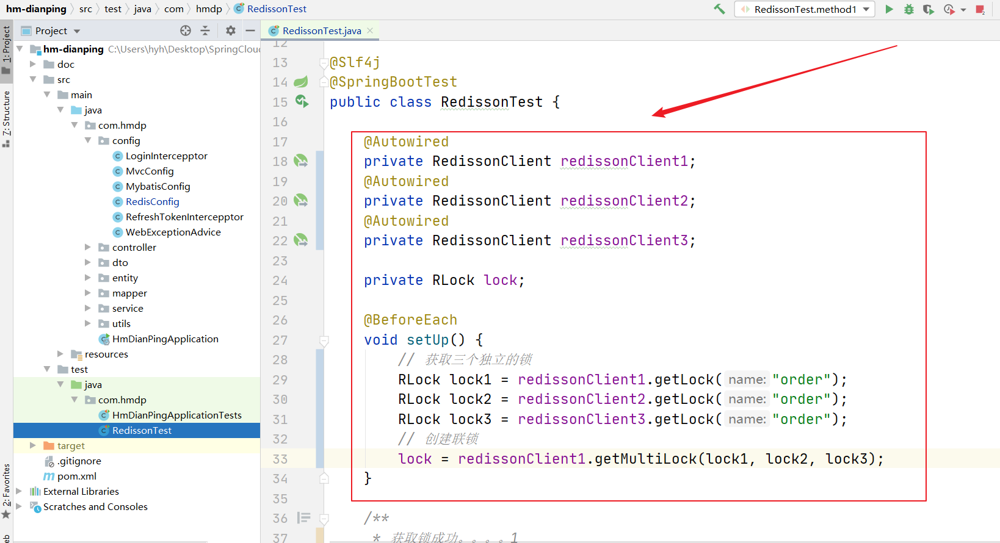 hm-dianping src test java com hmdp RedissonTest
RedissonTest.method1
1: Project
7: Structure
2: Favorites
Project
hm-dianping C:\Users\hyh\Desktop\SpringCloud
doc
src
main
java
com.hmdp
config
LoginIntercepptor
MvcConfig
MybatisConfig
RedisConfig
RefreshTokenIntercepptor
WebExceptionAdvice
controller
dto
entity
mapper
service
utils
HmDianPingApplication
resources
test
java
com.hmdp
HmDianPingApplicationTests
RedissonTest
target
.gitignore
pom.xml
External Libraries
Scratches and Consoles
RedissonTest.java
12
13 @Slf4j
14 @SpringBootTest
15 public class RedissonTest {
16
17 @Autowired
18 private RedissonClient redissonClient1;
19 @Autowired
20 private RedissonClient redissonClient2;
21 @Autowired
22 private RedissonClient redissonClient3;
23
24 private RLock lock;
25
26 @BeforeEach
27 void setUp() {
28 // 获取三个独立的锁
29 RLock lock1 = redissonClient1.getLock( name: "order");
30 RLock lock2 = redissonClient2.getLock( name: "order");
31 RLock lock3 = redissonClient3.getLock( name: "order");
32 // 创建联锁
33 lock = redissonClient1.getMultiLock(lock1, lock2, lock3);
34 }
35
36 /**
37 * 获取锁成功。。。。1